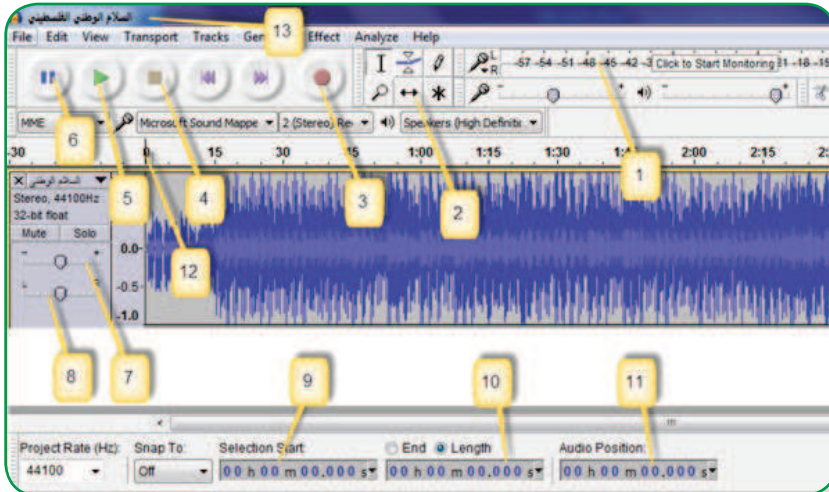 السلام الوطني الفلسطيني
13
File Edit View Transport Tracks Effect Analyze Help
L
R
-57 -54 -51 -48 -45 -42 Click to Start Monitoring -18 -15
6
5
4
3
2
1
MME Microsoft Sound Mappe 2 (Stereo) Speakers (High Definiti
-30 0 15 30 45 1:00 1:15 1:30 2:00 2:15
السلام الوطني
Stereo, 44100Hz
32-bit float
Mute Solo
- +
L
0.0-
-0.5-
-1.0
12
8
7
9
10
11
Project Rate (Hz): Snap To: Selection Start: End Length Audio Position:
44100 Off 00 h 00 m 00.000 s 00 h 00 m 00.000 s 00 h 00 m 00.000 s